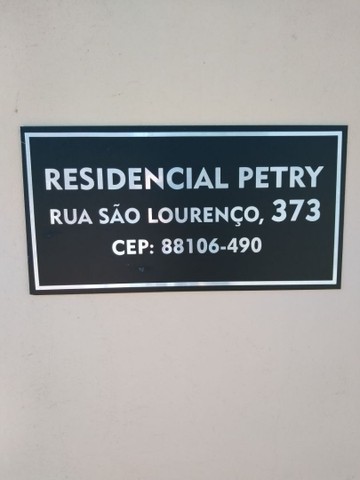 RESIDENCIAL PETRY
RUA SÃO LOURENÇO, 373
CEP: 88106-490